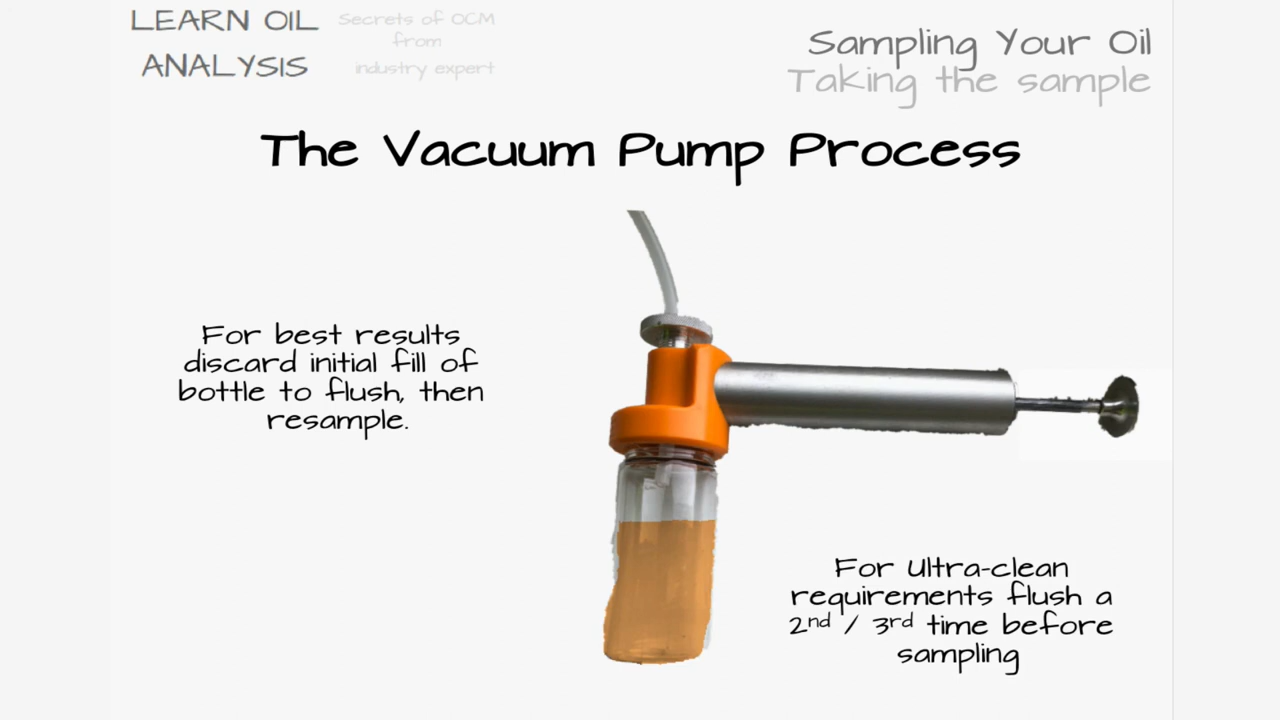 LEARN OIL
ANALYSIS
Secrets of OCM
from
industry expert
Sampling Your Oil
Taking the sample
The Vacuum Pump Process
For best results
discard initial fill of
bottle to flush, then
resample.
For Ultra-clean
requirements flush a
2nd / 3rd time before
sampling